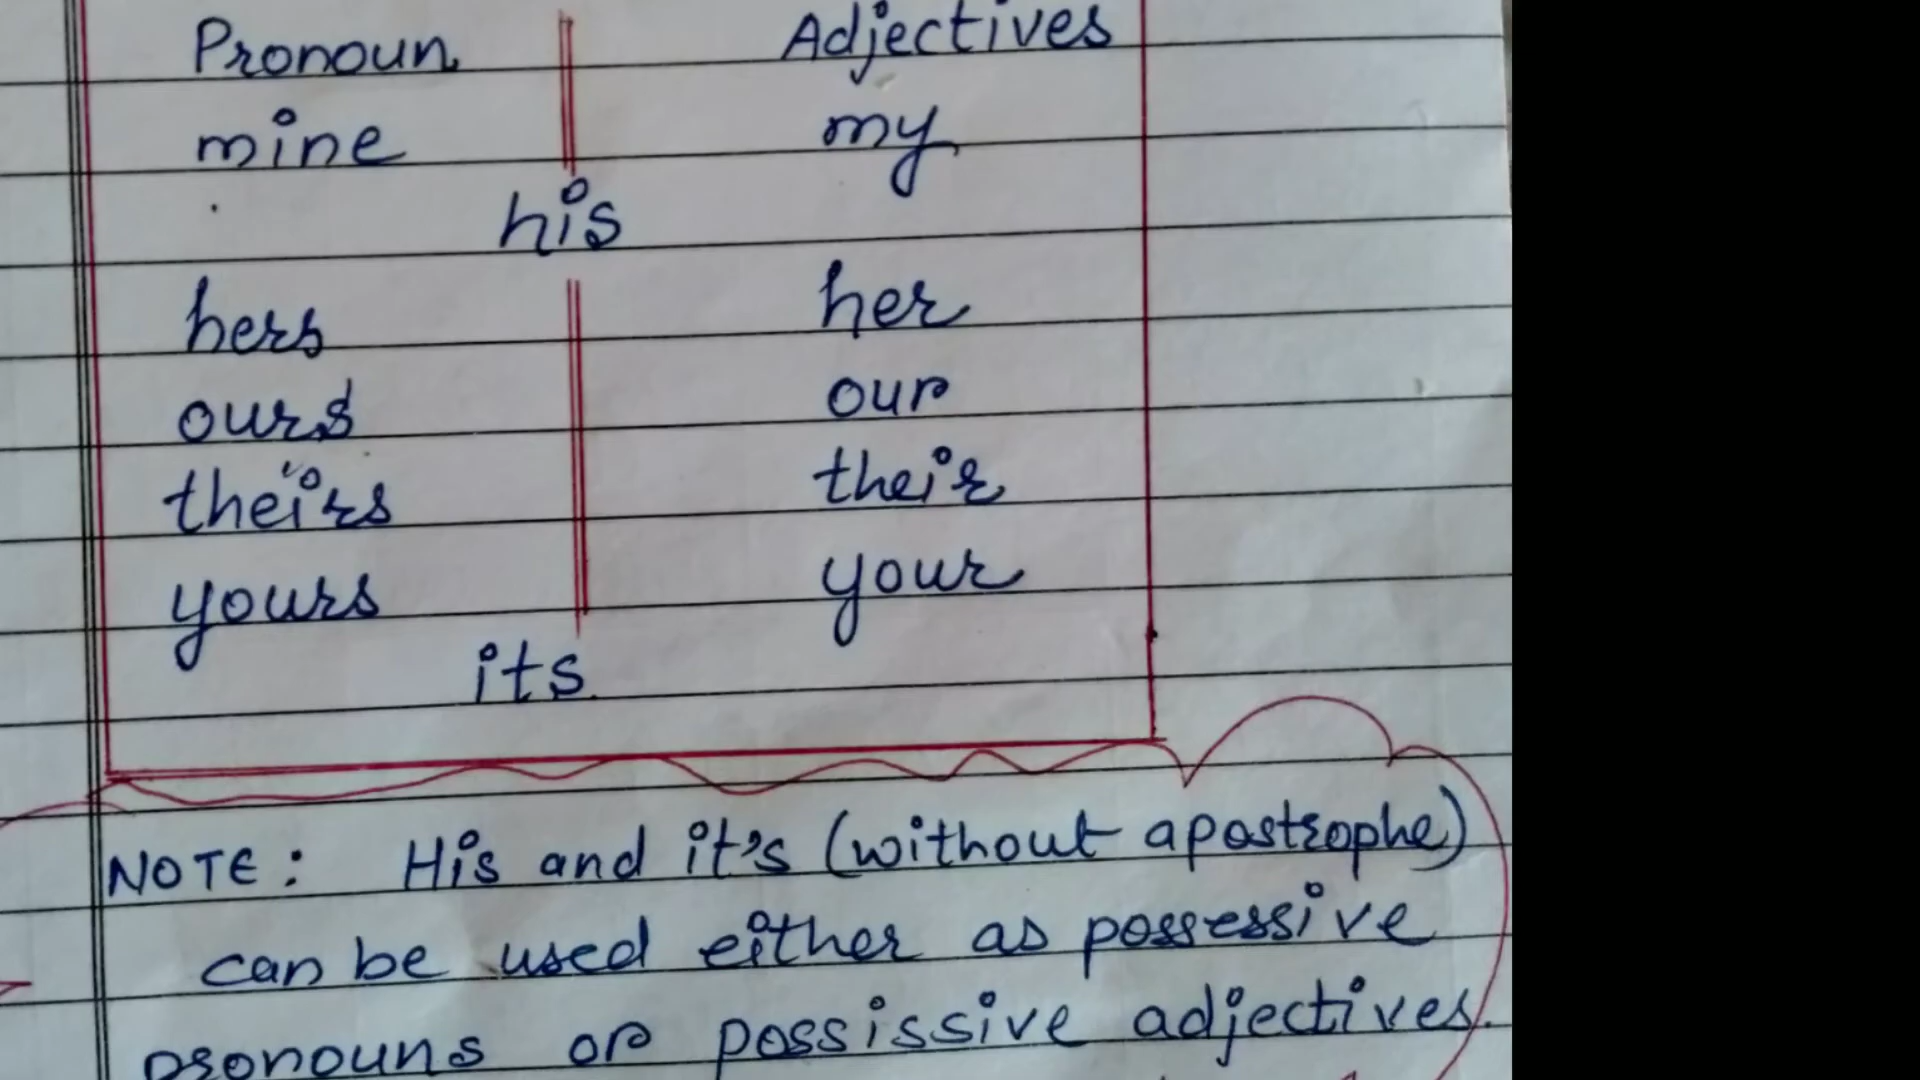 Pronoun Adjectives
mine my
his
hers her
ours our
theirs their
yours your
its.
NOTE: His and it's (without apostrophe)
can be used either as possessive
pronouns or possissive adjectives.